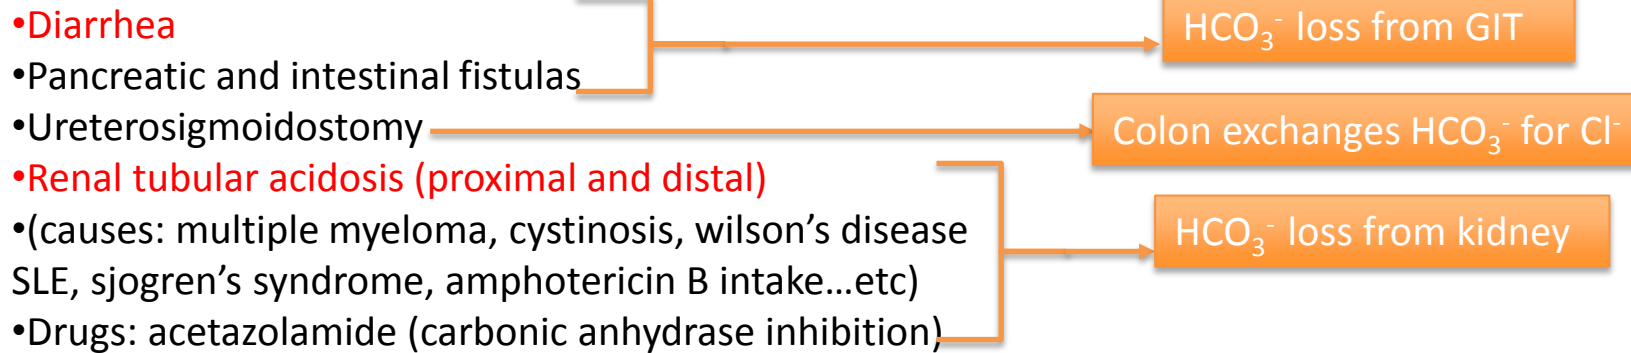 •Diarrhea
HCO₃⁻ loss from GIT
•Pancreatic and intestinal fistulas
•Ureterosigmoidostomy
Colon exchanges HCO₃⁻ for Cl⁻
•Renal tubular acidosis (proximal and distal)
•(causes: multiple myeloma, cystinosis, wilson’s disease
SLE, sjogren’s syndrome, amphotericin B intake…etc)
HCO₃⁻ loss from kidney
•Drugs: acetazolamide (carbonic anhydrase inhibition)